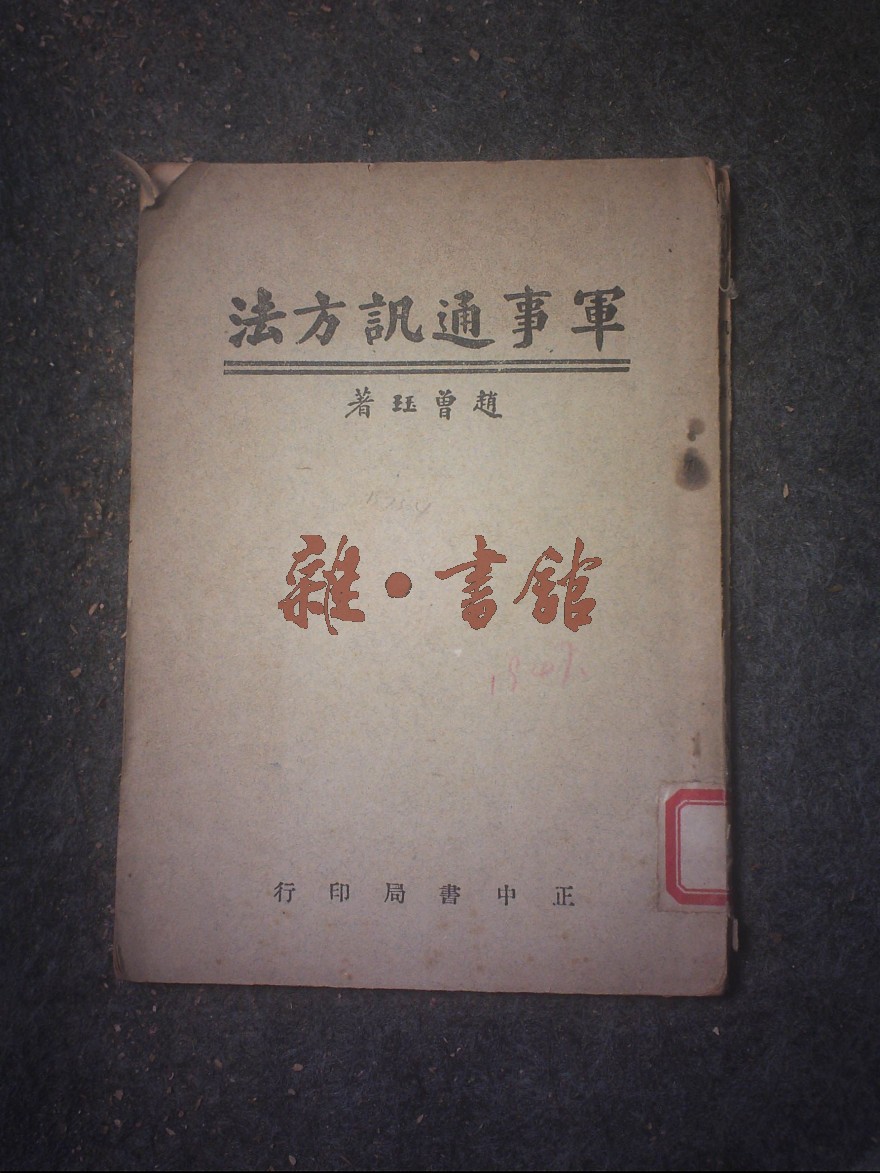 軍事通訊方法
趙曾珏著
雜·書館
正中書局印行